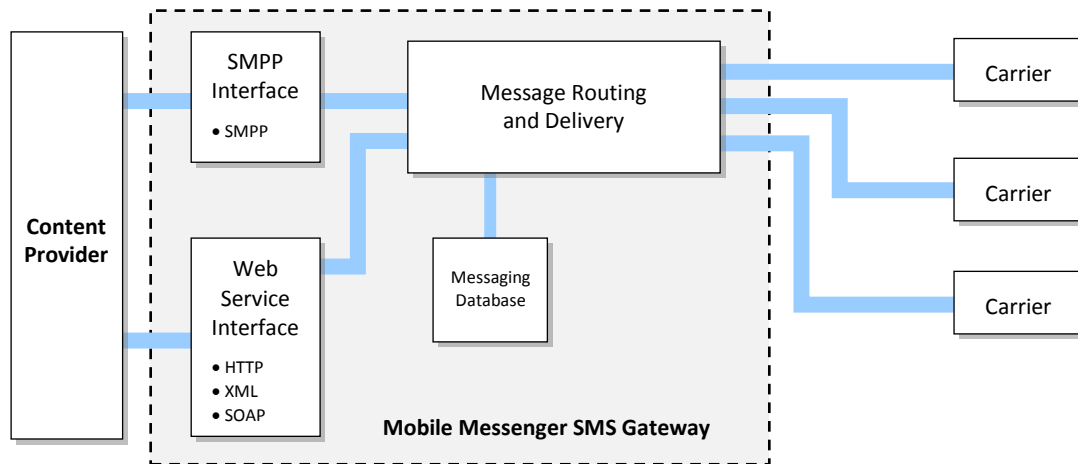 Content
Provider
SMPP
Interface
• SMPP
Web
Service
Interface
• HTTP
• XML
• SOAP
Message Routing
and Delivery
Messaging
Database
Mobile Messenger SMS Gateway
Carrier
Carrier
Carrier